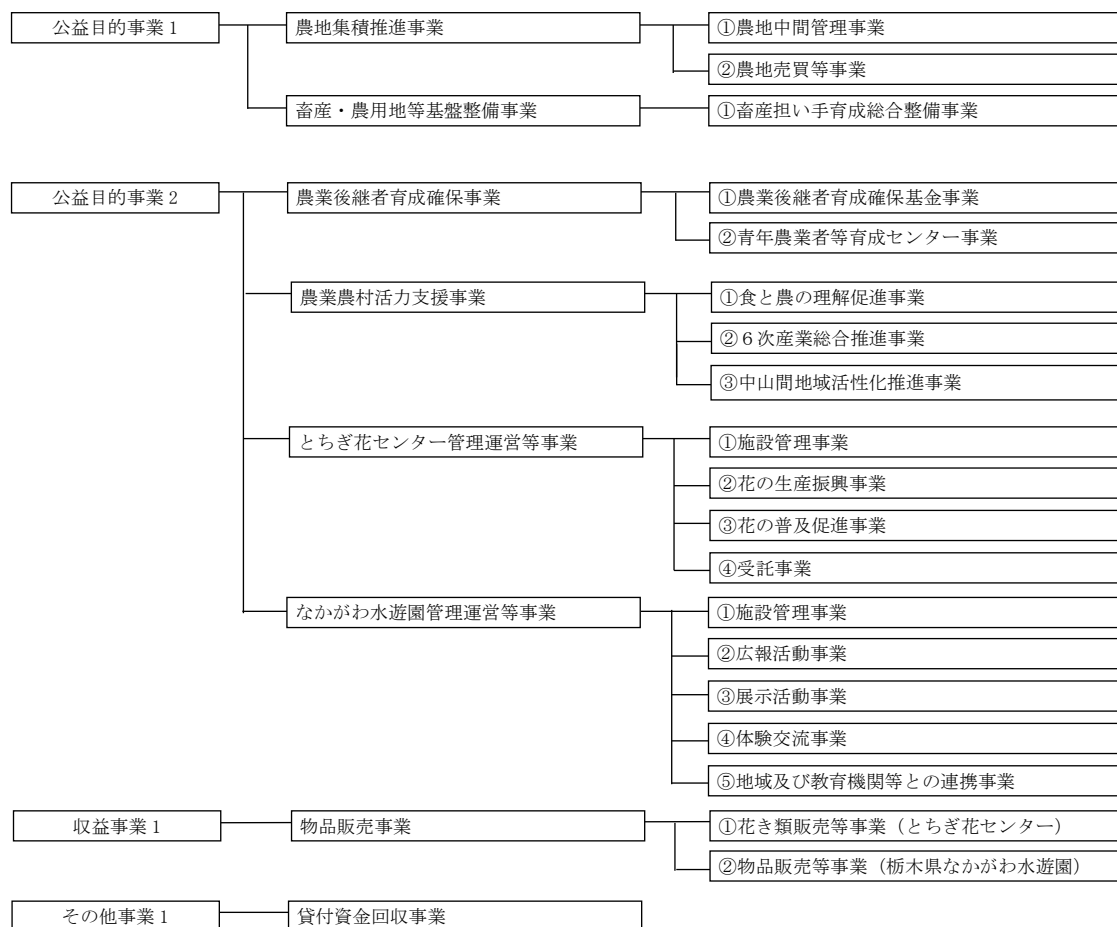 公益目的事業1 農地集積推進事業 ①農地中間管理事業
②農地売買等事業
畜産・農用地等基盤整備事業 ①畜産担い手育成総合整備事業
公益目的事業2 農業後継者育成確保事業 ①農業後継者育成確保基金事業
②青年農業者等育成センター事業
農業農村活力支援事業 ①食と農の理解促進事業
②6次産業総合推進事業
③中山間地域活性化推進事業
とちぎ花センター管理運営等事業 ①施設管理事業
②花の生産振興事業
③花の普及促進事業
④受託事業
なかがわ水遊園管理運営等事業 ①施設管理事業
②広報活動事業
③展示活動事業
④体験交流事業
⑤地域及び教育機関等との連携事業
収益事業1 物品販売事業 ①花き類販売等事業（とちぎ花センター）
②物品販売等事業（栃木県なかがわ水遊園）
その他事業1 貸付資金回収事業